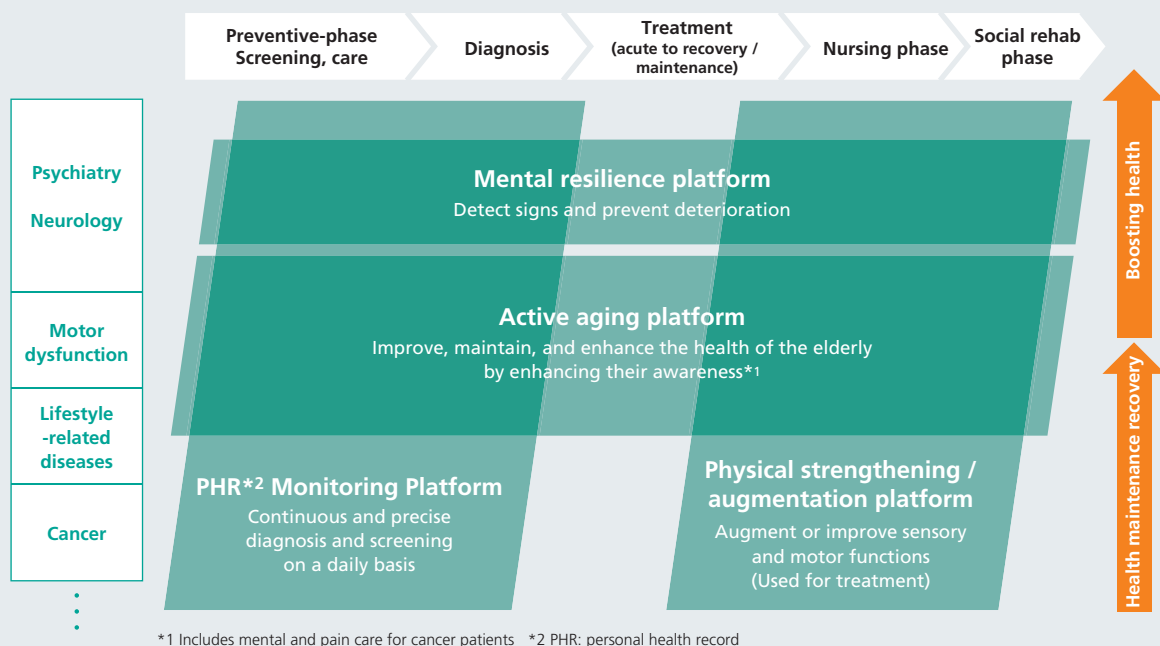 Preventive-phase
Screening, care
Diagnosis
Treatment
(acute to recovery /
maintenance)
Nursing phase
Social rehab
phase
Psychiatry
Neurology
Motor
dysfunction
Lifestyle
-related
diseases
Cancer
Mental resilience platform
Detect signs and prevent deterioration
Active aging platform
Improve, maintain, and enhance the health of the elderly
by enhancing their awareness*1
PHR*2 Monitoring Platform
Continuous and precise
diagnosis and screening
on a daily basis
Physical strengthening /
augmentation platform
Augment or improve sensory
and motor functions
(Used for treatment)
Boosting health
Health maintenance recovery
*1 Includes mental and pain care for cancer patients *2 PHR: personal health record